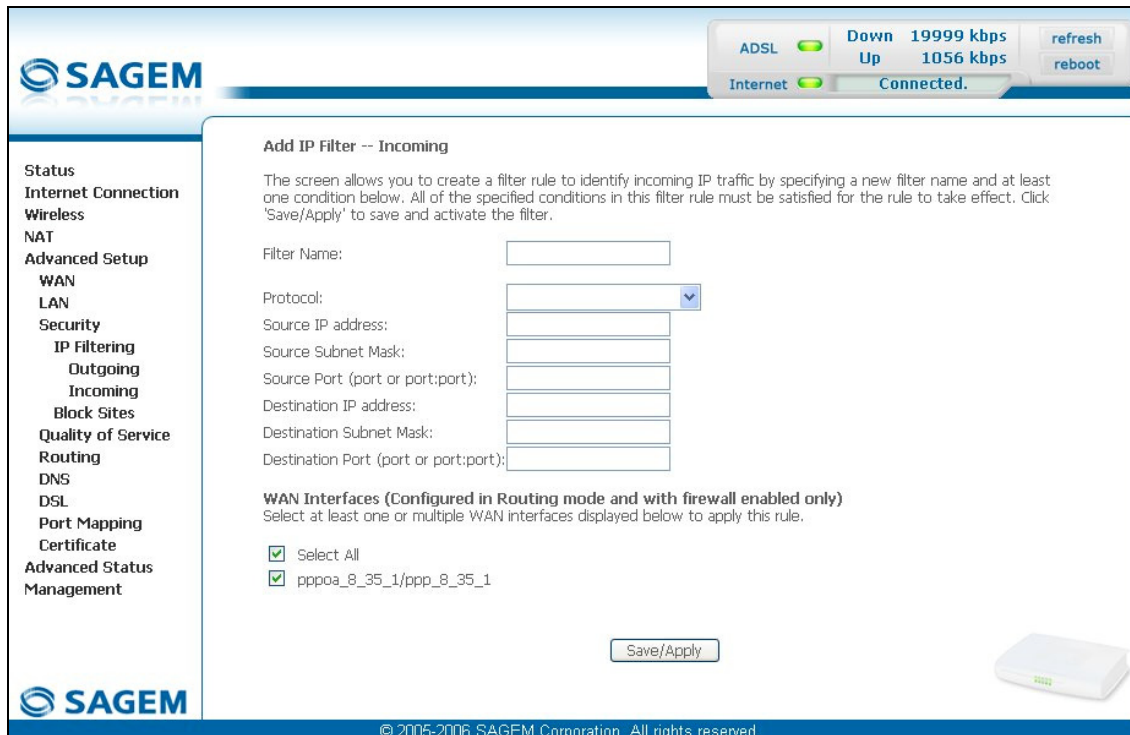 SAGEM
ADSL
Down 19999 kbps
Up 1056 kbps
refresh
reboot
Internet
Connected.
Status
Internet Connection
Wireless
NAT
Advanced Setup
WAN
LAN
Security
IP Filtering
Outgoing
Incoming
Block Sites
Quality of Service
Routing
DNS
DSL
Port Mapping
Certificate
Advanced Status
Management
Add IP Filter -- Incoming
The screen allows you to create a filter rule to identify incoming IP traffic by specifying a new filter name and at least
one condition below. All of the specified conditions in this filter rule must be satisfied for the rule to take effect. Click
'Save/Apply' to save and activate the filter.
Filter Name:
Protocol:
Source IP address:
Source Subnet Mask:
Source Port (port or port:port):
Destination IP address:
Destination Subnet Mask:
Destination Port (port or port:port):
WAN Interfaces (Configured in Routing mode and with firewall enabled only)
Select at least one or multiple WAN interfaces displayed below to apply this rule.
Select All
pppoa_8_35_1/ppp_8_35_1
Save/Apply
SAGEM
© 2005-2006 SAGEM Corporation. All rights reserved